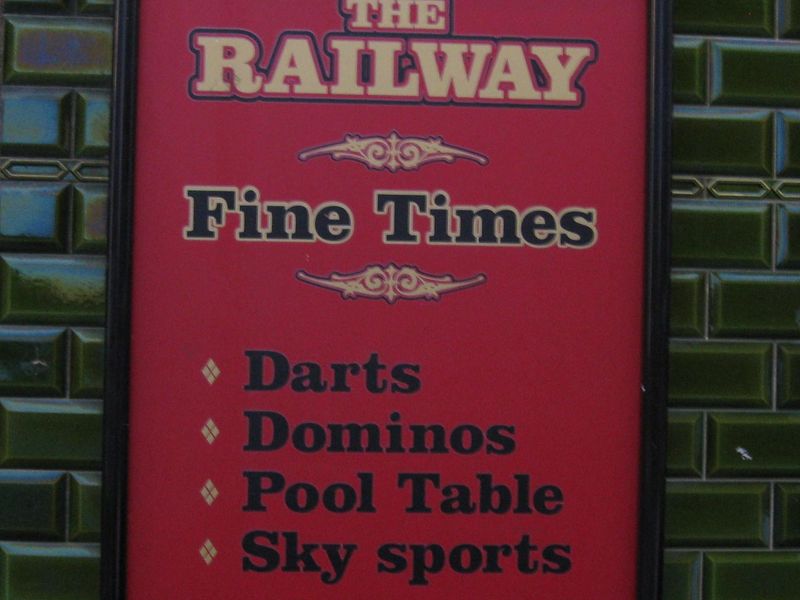 THE
RAILWAY
Fine Times
Darts
Dominos
Pool Table
Sky sports